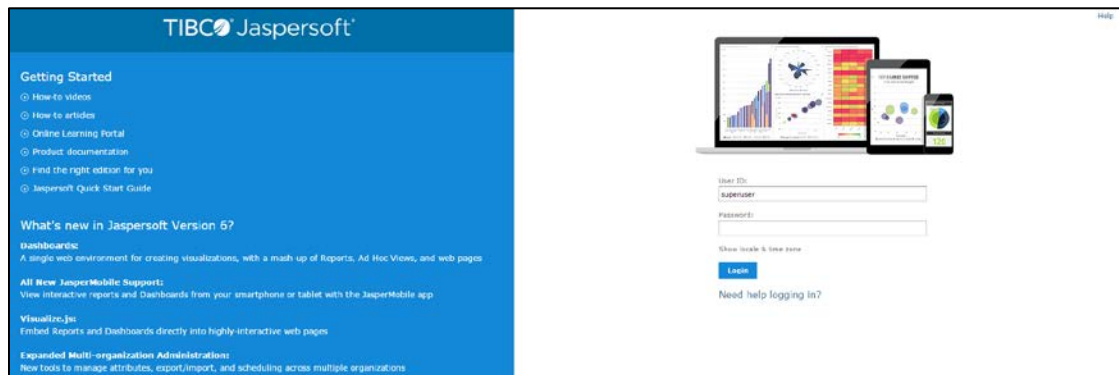 TIBCO Jaspersoft
Help
Getting Started
How-to videos
How-to articles
Online Learning Portal
Product documentation
Find the right edition for you
Jaspersoft Quick Start Guide
What's new in Jaspersoft Version 6?
Dashboards:
A single web environment for creating visualizations, with a mash-up of Reports, Ad Hoc Views, and web pages
All New JasperMobile Support:
View interactive reports and Dashboards from your smartphone or tablet with the JasperMobile app
Visualize.js:
Embed Reports and Dashboards directly into highly-interactive web pages
Expanded Multi-organization Administration:
New tools to manage attributes, export/import, and scheduling across multiple organizations
120
User ID:
superuser
Password:
Show locale & time zone
Login
Need help logging in?